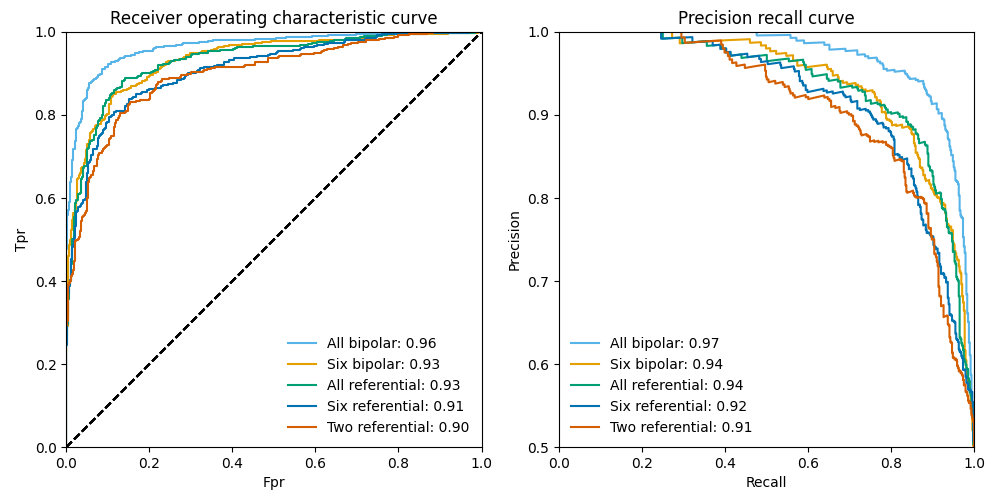 Receiver operating characteristic curve
Tpr
1.0
0.8
0.6
0.4
0.2
0.0
All bipolar: 0.96
Six bipolar: 0.93
All referential: 0.93
Six referential: 0.91
Two referential: 0.90
0.0 0.2 0.4 0.6 0.8 1.0
Fpr
Precision recall curve
Precision
1.0
0.9
0.8
0.7
0.6
0.5
All bipolar: 0.97
Six bipolar: 0.94
All referential: 0.94
Six referential: 0.92
Two referential: 0.91
0.0 0.2 0.4 0.6 0.8 1.0
Recall